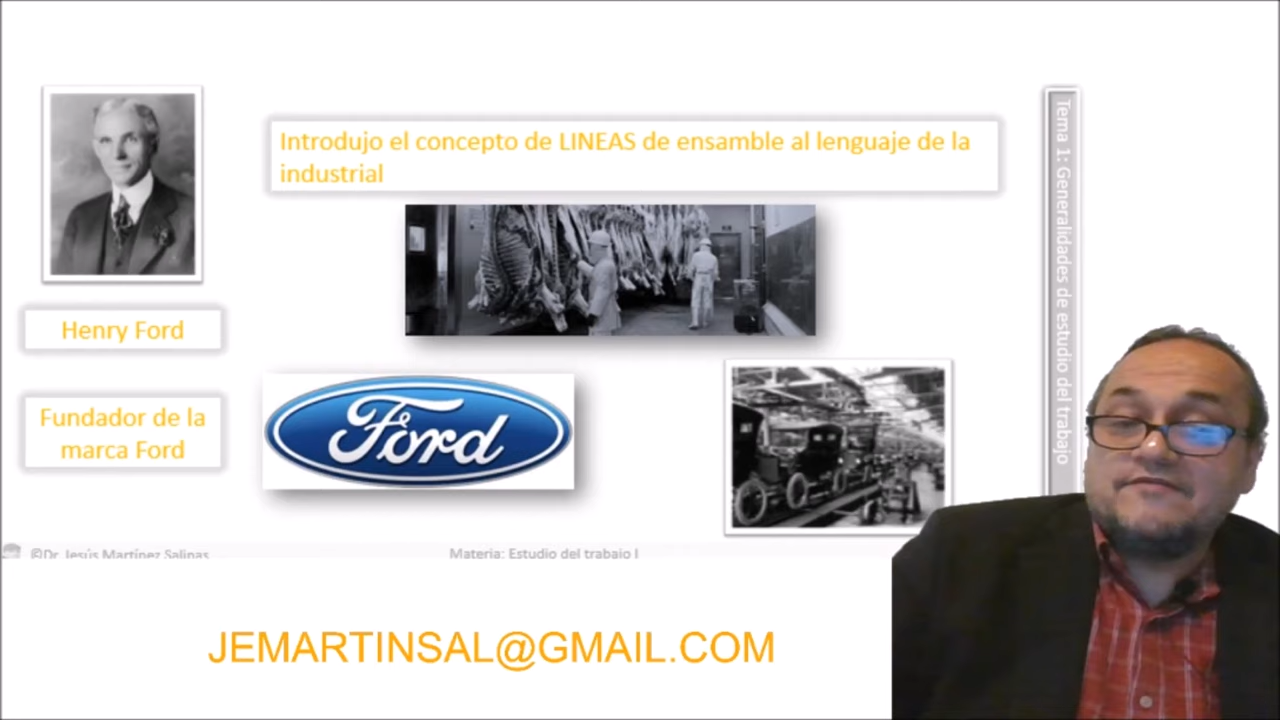 Introdujo el concepto de LINEAS de ensamble al lenguaje de la
industrial
Henry Ford
Fundador de la
marca Ford
Ford
Tema 1: Generalidades de estudio del trabajo
©Dr. Jesús Martínez Salinas
Materia: Estudio del trabajo I
JEMARTINSAL@GMAIL.COM